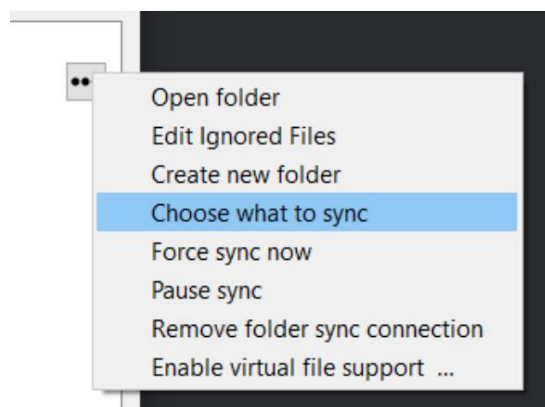 Open folder
Edit Ignored Files
Create new folder
Choose what to sync
Force sync now
Pause sync
Remove folder sync connection
Enable virtual file support ...